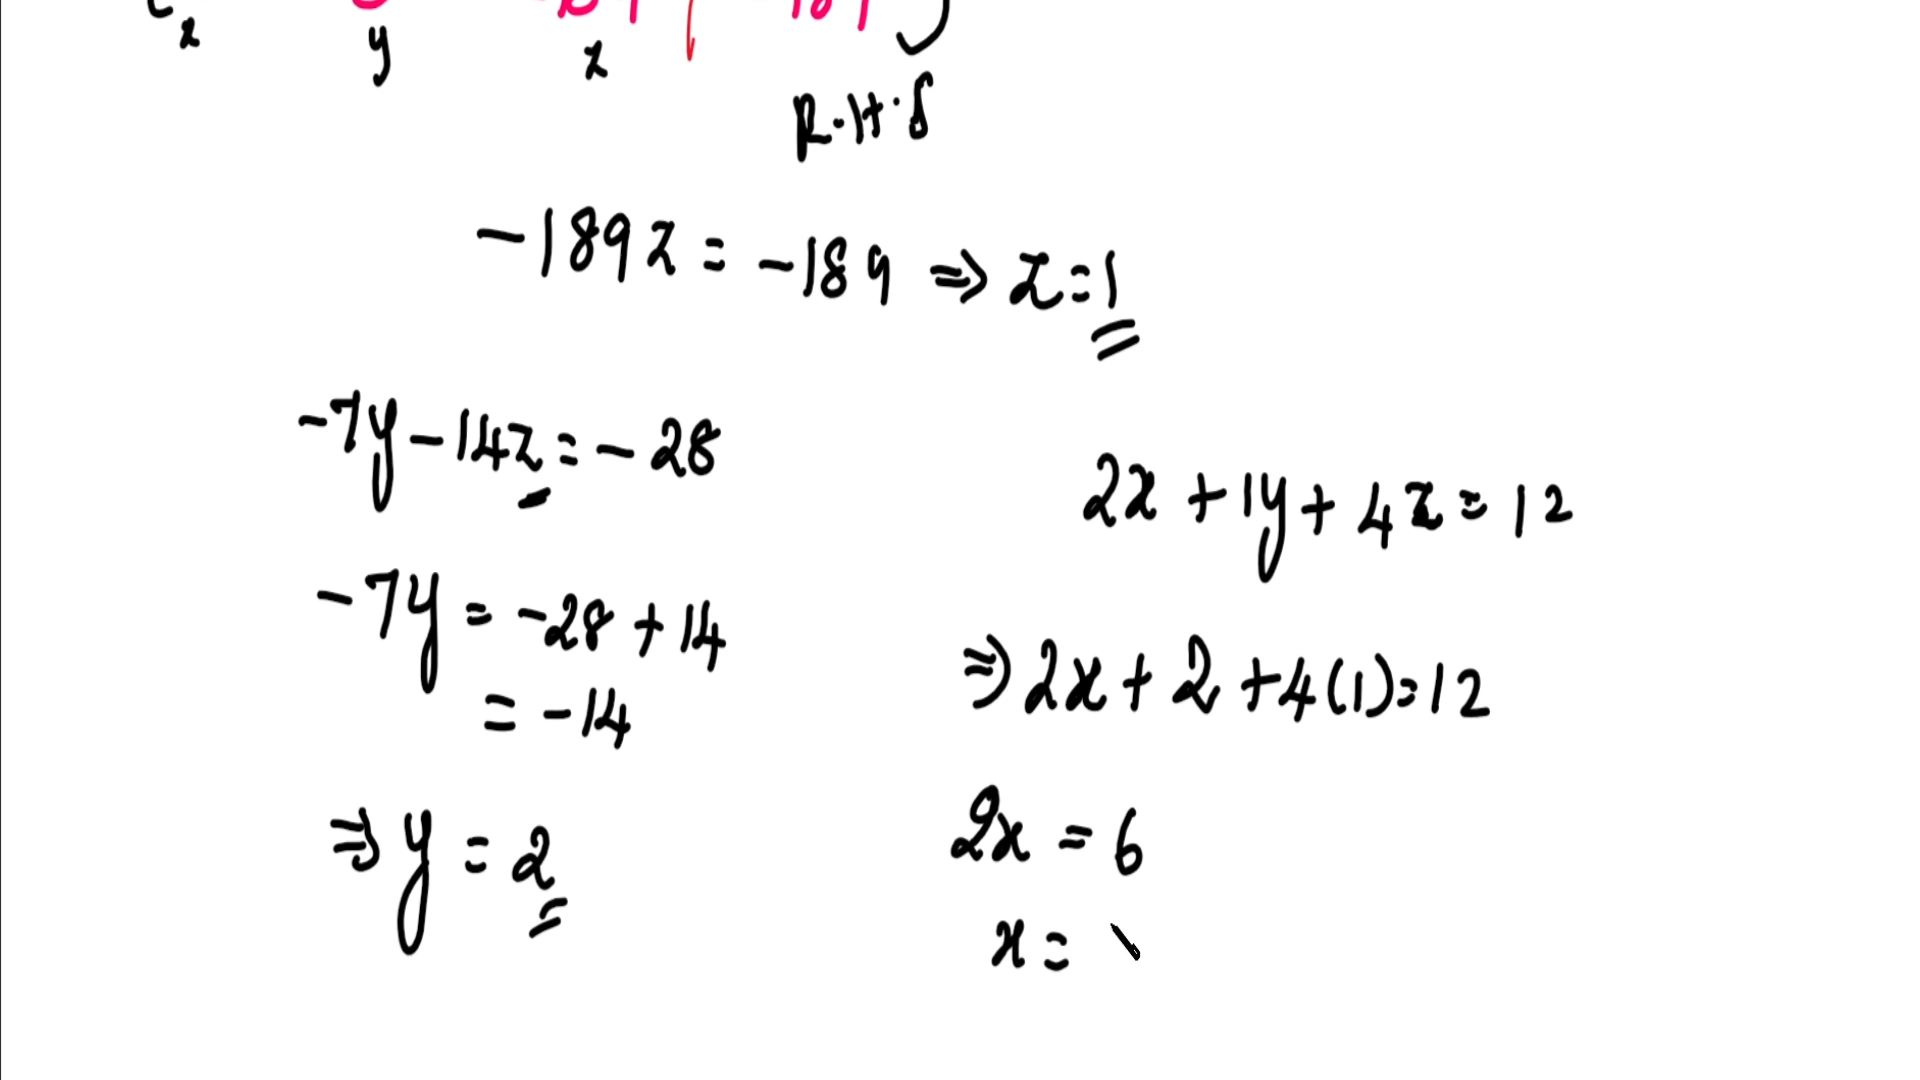 x
y
z
R.H.S
-189z = -189 ⇒ z = 1
-7y - 14z = -28
-7y = -28 + 14
= -14
⇒ y = 2
2x + 1y + 4z = 12
⇒ 2x + 2 + 4(1) = 12
2x = 6
x =